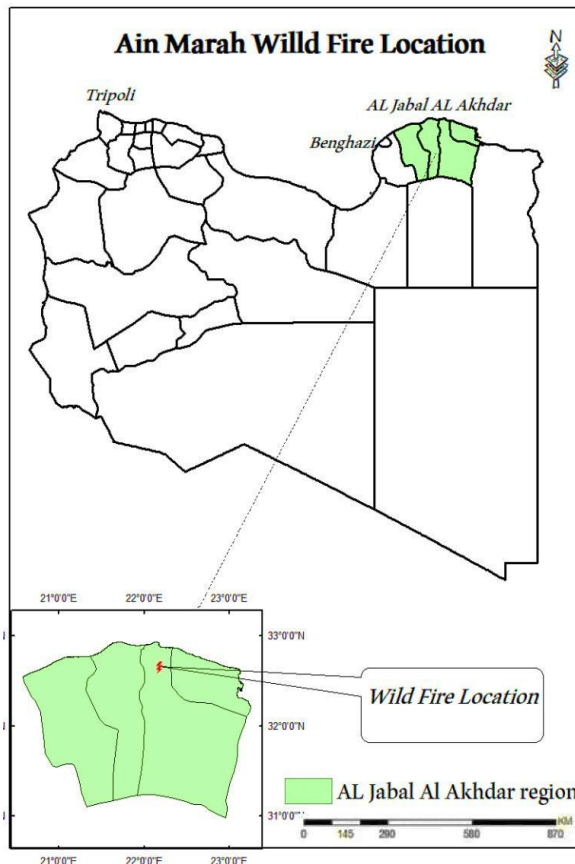 Ain Marah Willd Fire Location
N
Tripoli
AL Jabal AL Akhdar
Benghazi
21°0'0"E 22°0'0"E 23°0'0"E
33°0'0"N
Wild Fire Location
32°0'0"N
AL Jabal Al Akhdar region
31°0'0"N
KM
0 145 290 580 870
21°0'0"E 22°0'0"E 23°0'0"E